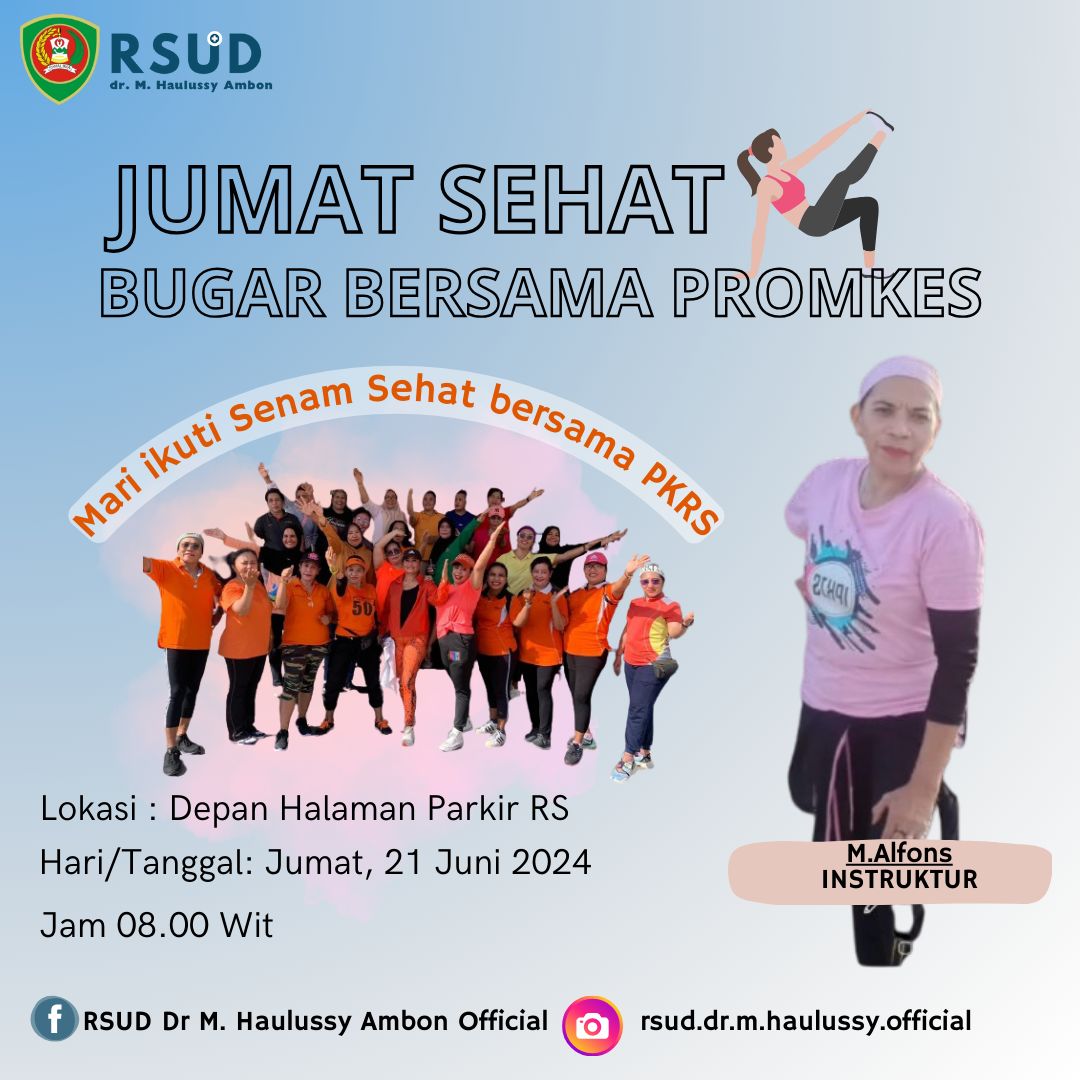 RSUD
dr. M. Haulussy Ambon
JUMAT SEHAT
BUGAR BERSAMA PROMKES
Mari ikuti Senam Sehat bersama PKRS
50
IPHJS
Lokasi : Depan Halaman Parkir RS
Hari/Tanggal: Jumat, 21 Juni 2024
Jam 08.00 Wit
M.Alfons
INSTRUKTUR
RSUD Dr M. Haulussy Ambon Official
rsud.dr.m.haulussy.official